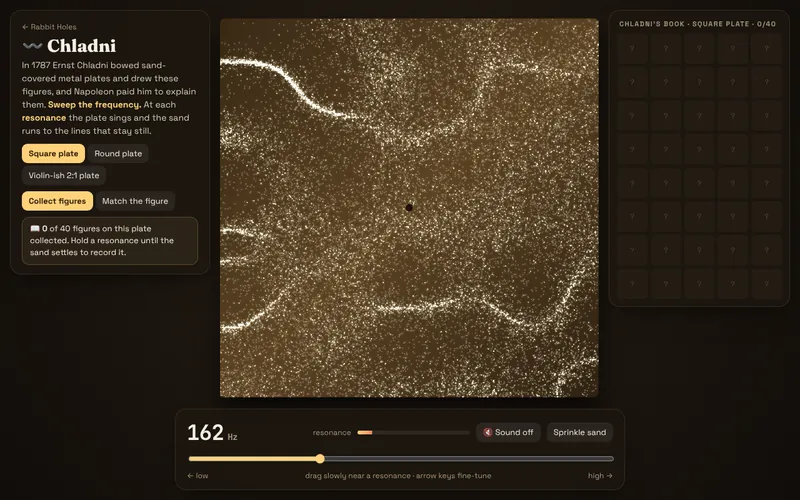 ← Rabbit Holes
Chladni
In 1787 Ernst Chladni bowed sand-
covered metal plates and drew these
figures, and Napoleon paid him to explain
them. Sweep the frequency. At each
resonance the plate sings and the sand
runs to the lines that stay still.
Square plate
Round plate
Violin-ish 2:1 plate
Collect figures
Match the figure
0 of 40 figures on this plate
collected. Hold a resonance until the
sand settles to record it.
CHLADNI'S BOOK · SQUARE PLATE · 0/40
? ? ? ? ?
? ? ? ? ?
? ? ? ? ?
? ? ? ? ?
? ? ? ? ?
? ? ? ? ?
? ? ? ? ?
? ? ? ? ?
162 Hz
resonance
Sound off
Sprinkle sand
← low
drag slowly near a resonance · arrow keys fine-tune
high →